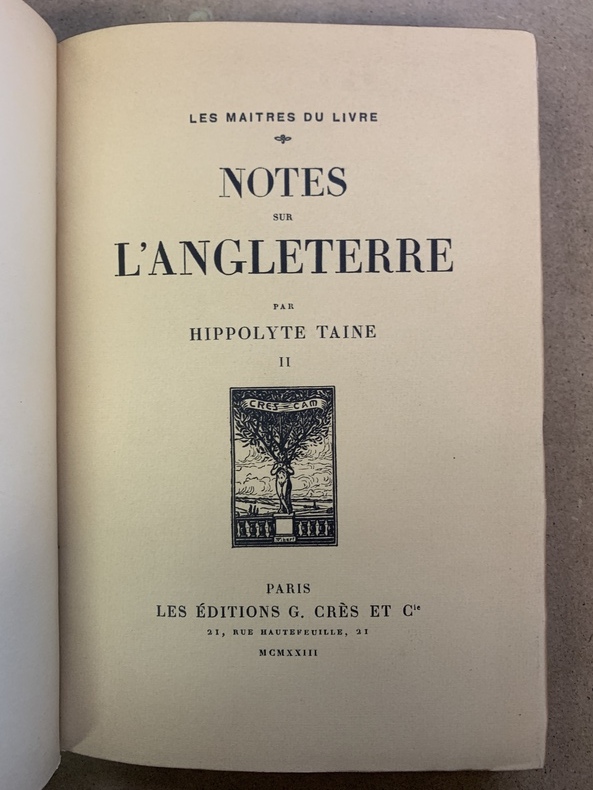 LES MAITRES DU LIVRE
NOTES
SUR
L'ANGLETERRE
PAR
HIPPOLYTE TAINE
II
CRES-CAM
PARIS
LES ÉDITIONS G. CRÈS ET Cie
21, RUE HAUTEFEUILLE, 21
MCMXXIII